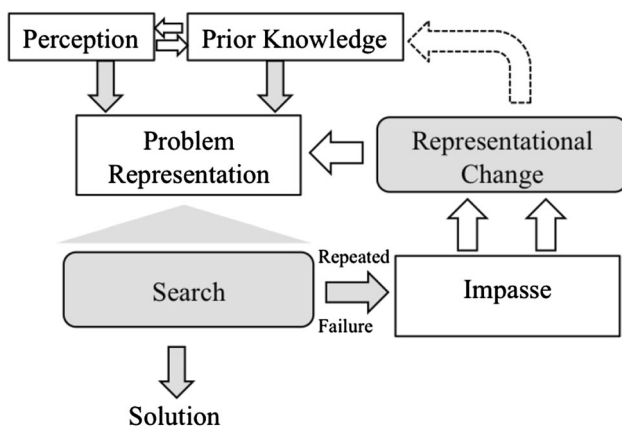 Perception
Prior Knowledge
Problem
Representation
Representational
Change
Search
Repeated
Failure
Impasse
Solution